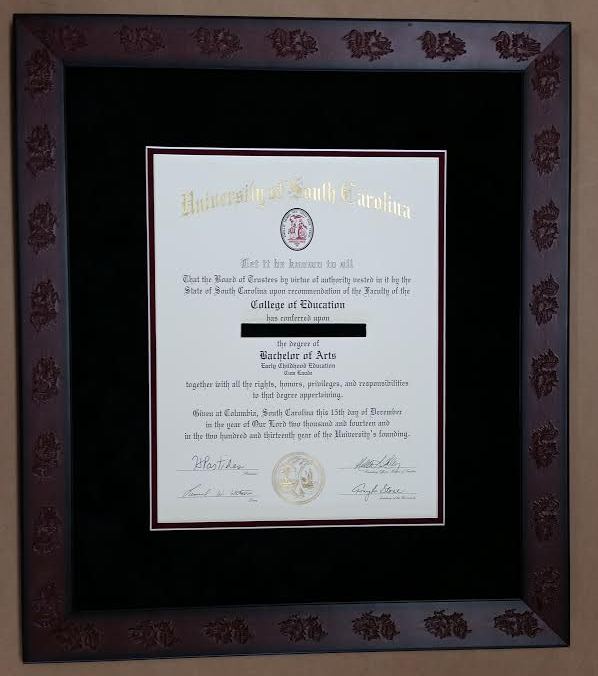 University of South Carolina
Let it be known to all
That the Board of Trustees by virtue of authority vested in it by the
State of South Carolina upon recommendation of the Faculty of the
College of Education
has conferred upon
the degree of
Bachelor of Arts
Early Childhood Education
Cum Laude
together with all the rights, honors, privileges, and responsibilities
to that degree appertaining.
Given at Columbia, South Carolina this 15th day of December
in the year of Our Lord two thousand and fourteen and
in the two hundred and thirteenth year of the University's founding.